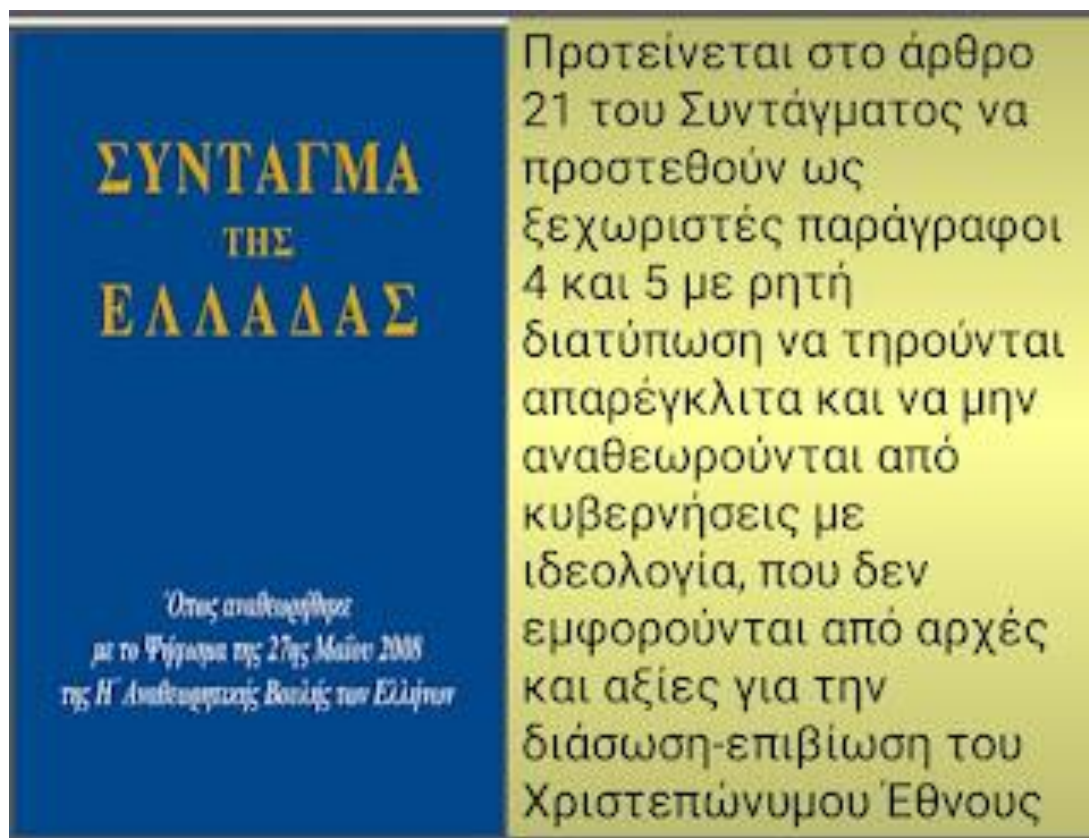 ΣΥΝΤΑΓΜΑ
ΤΗΣ
ΕΛΛΑΔΑΣ
Όπως αναθεωρήθηκε
με το Ψήφισμα της 27ης Μαΐου 2008
της Η΄ Αναθεωρητικής Βουλής των Ελλήνων
Προτείνεται στο άρθρο
21 του Συντάγματος να
προστεθούν ως
ξεχωριστές παράγραφοι
4 και 5 με ρητή
διατύπωση να τηρούνται
απαρέγκλιτα και να μην
αναθεωρούνται από
κυβερνήσεις με
ιδεολογία, που δεν
εμφορούνται από αρχές
και αξίες για την
διάσωση-επιβίωση του
Χριστεπώνυμου Έθνους